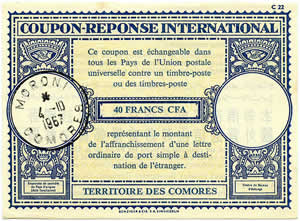 C 22
COUPON-RÉPONSE INTERNATIONAL
Ce coupon est échangeable dans
tous les Pays de l'Union postale
universelle contre un timbre-poste
ou des timbres-poste
MORONI
4-10
1967
COMORES
40 FRANCS CFA
représentant le montant
de l'affranchissement d'une lettre
ordinaire de port simple à desti-
nation de l'étranger.
TERRITOIRE DES COMORES